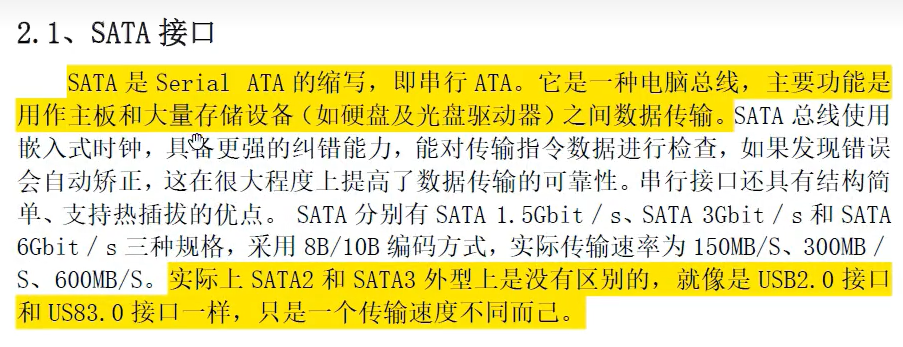 2.1、SATA 接口
SATA 是 Serial ATA 的缩写，即串行 ATA。它是一种电脑总线，主要功能是
用作主板和大量存储设备（如硬盘及光盘驱动器）之间数据传输。SATA 总线使用
嵌入式时钟，具备更强的纠错能力，能对传输指令数据进行检查，如果发现错误
会自动矫正，这在很大程度上提高了数据传输的可靠性。串行接口还具有结构简
单、支持热插拔的优点。 SATA 分别有 SATA 1.5Gbit / s、SATA 3Gbit / s 和 SATA
6Gbit / s 三种规格，采用 8B/10B 编码方式，实际传输速率为 150MB/S、300MB /
S、600MB/S。实际上 SATA2 和 SATA3 外型上是没有区别的，就像是 USB2.0 接口
和 US83.0 接口一样，只是一个传输速度不同而己。